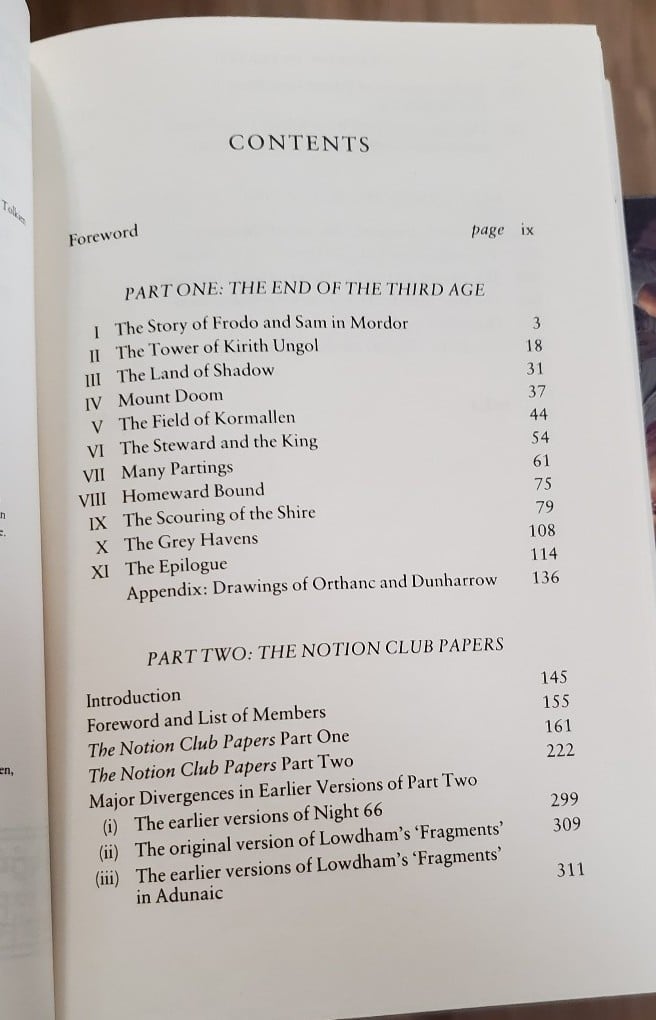 CONTENTS
Foreword page ix
PART ONE: THE END OF THE THIRD AGE
I The Story of Frodo and Sam in Mordor 3
II The Tower of Kirith Ungol 18
III The Land of Shadow 31
IV Mount Doom 37
V The Field of Kormallen 44
VI The Steward and the King 54
VII Many Partings 61
VIII Homeward Bound 75
IX The Scouring of the Shire 79
X The Grey Havens 108
XI The Epilogue 114
Appendix: Drawings of Orthanc and Dunharrow 136
PART TWO: THE NOTION CLUB PAPERS
Introduction 145
Foreword and List of Members 155
The Notion Club Papers Part One 161
The Notion Club Papers Part Two 222
Major Divergences in Earlier Versions of Part Two
(i) The earlier versions of Night 66 299
(ii) The original version of Lowdham's ‘Fragments’ 309
(iii) The earlier versions of Lowdham's ‘Fragments’
in Adunaic 311
Tolkien